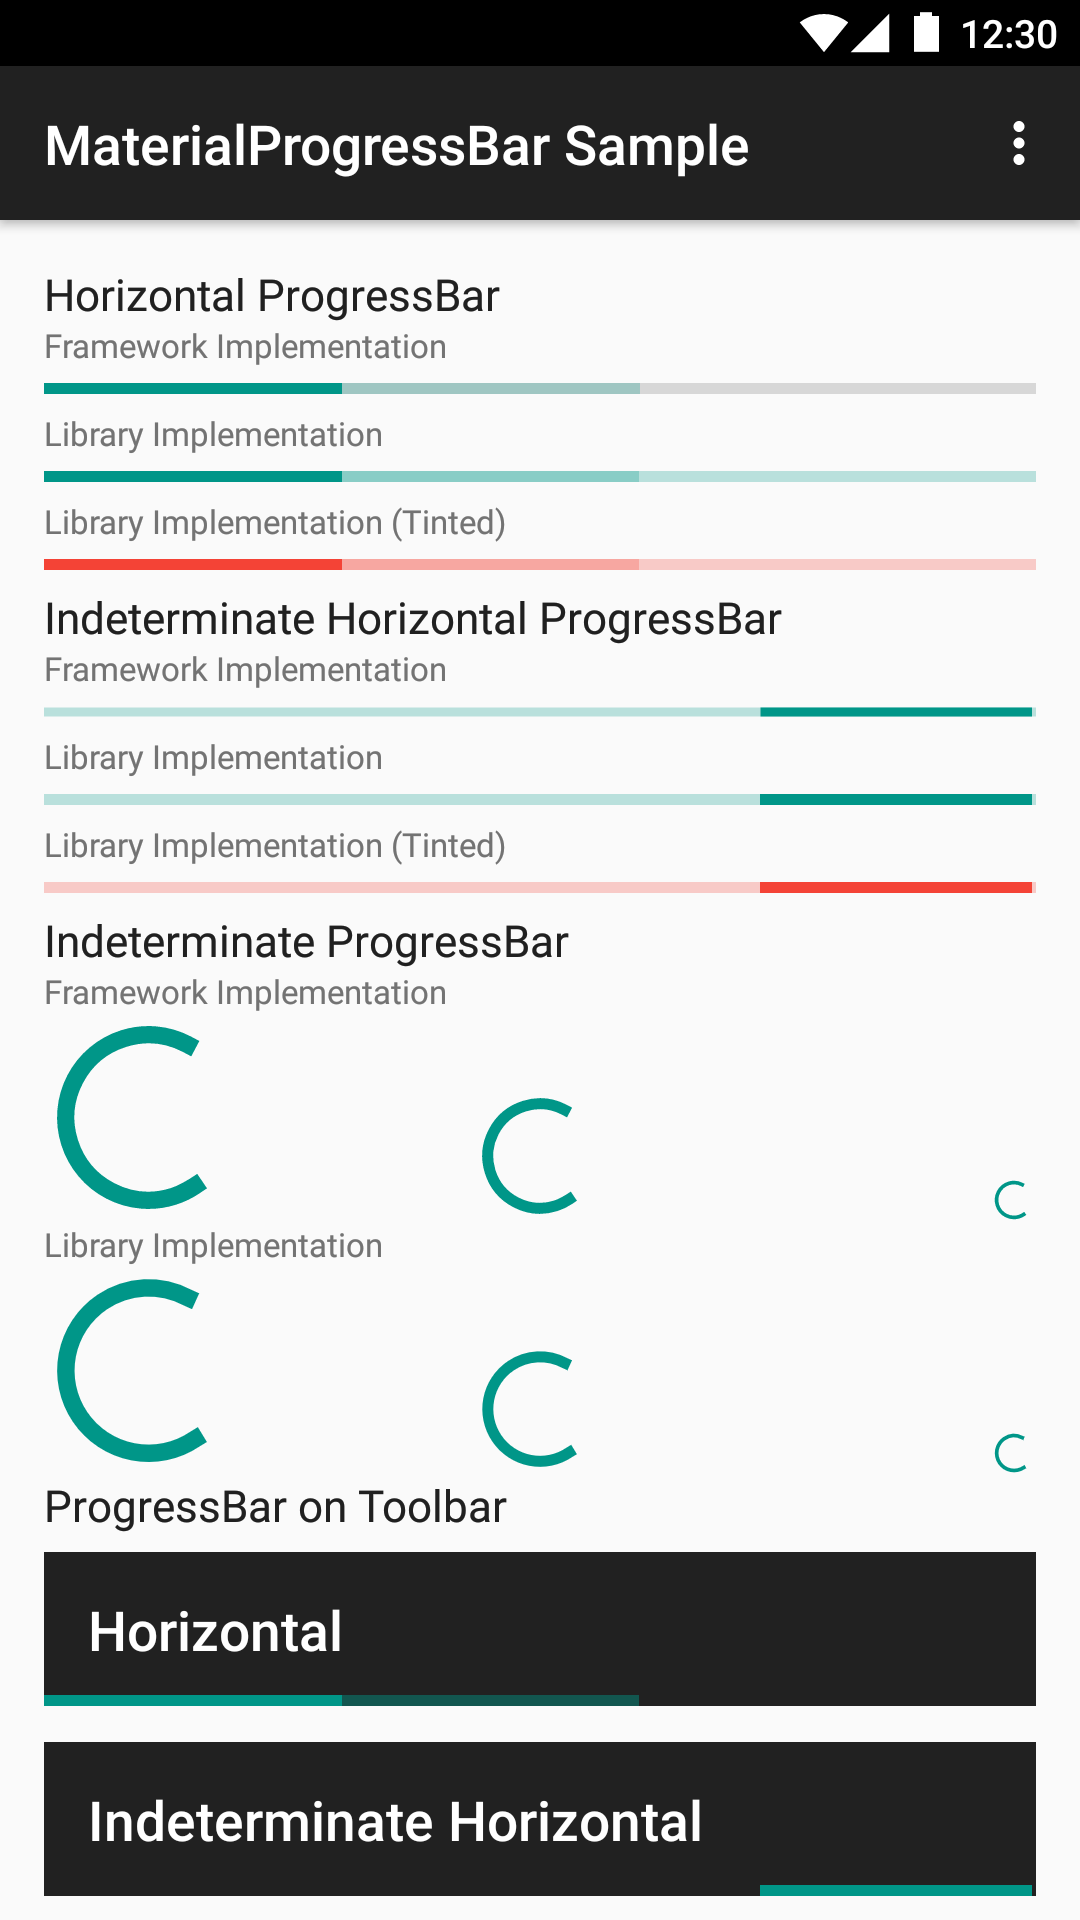 12:30
MaterialProgressBar Sample
Horizontal ProgressBar
Framework Implementation
Library Implementation
Library Implementation (Tinted)
Indeterminate Horizontal ProgressBar
Framework Implementation
Library Implementation
Library Implementation (Tinted)
Indeterminate ProgressBar
Framework Implementation
Library Implementation
ProgressBar on Toolbar
Horizontal
Indeterminate Horizontal